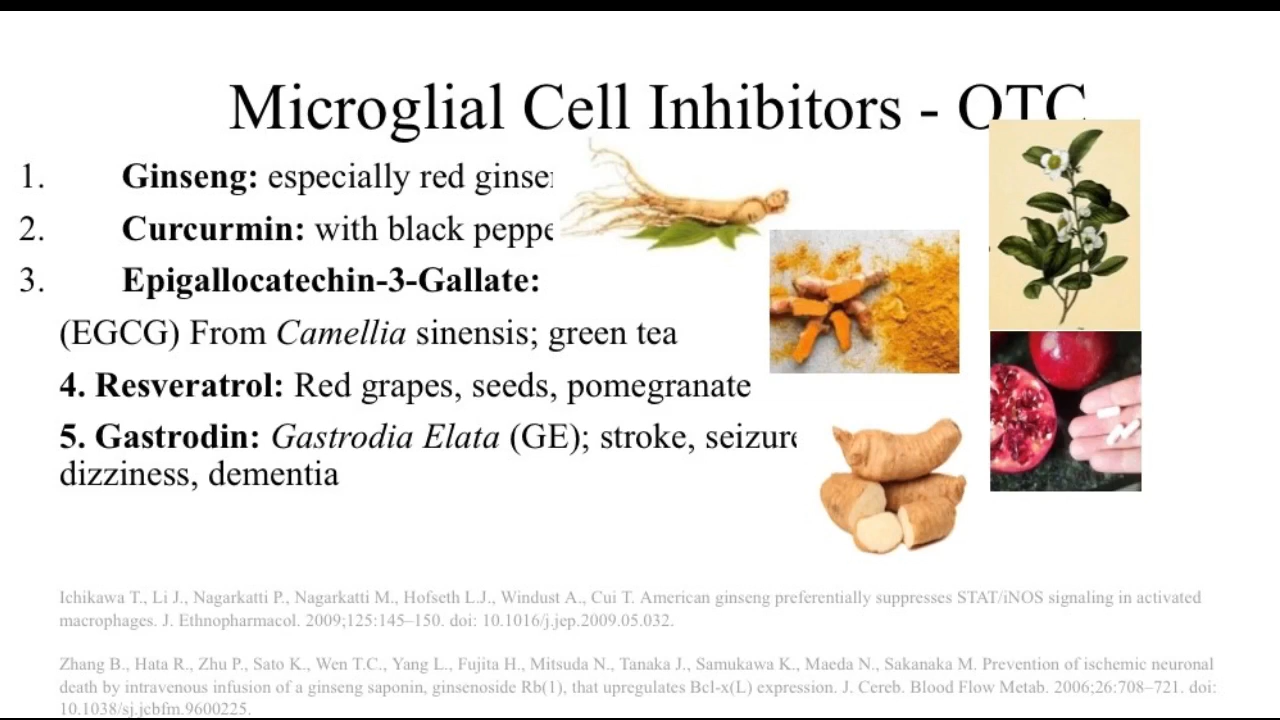 Microglial Cell Inhibitors - OTC
1. Ginseng: especially red
2. Curcurmin: with black
3. Epigallocatechin-3-Gallate:
(EGCG) From Camellia sinensis; green tea
4. Resveratrol: Red grapes, seeds, pomegranate
5. Gastrodin: Gastrodia Elata (GE); stroke, seizure
dizziness, dementia
Ichikawa T., Li J., Nagarkatti P., Nagarkatti M., Hofseth L.J., Windust A., Cui T. American ginseng preferentially suppresses STAT/iNOS signaling in activated
macrophages. J. Ethnopharmacol. 2009;125:145–150. doi: 10.1016/j.jep.2009.05.032.
Zhang B., Hata R., Zhu P., Sato K., Wen T.C., Yang L., Fujita H., Mitsuda N., Tanaka J., Samukawa K., Maeda N., Sakanaka M. Prevention of ischemic neuronal
death by intravenous infusion of a ginseng saponin, ginsenoside Rb(1), that upregulates Bcl-x(L) expression. J. Cereb. Blood Flow Metab. 2006;26:708–721. doi:
10.1038/sj.jcbfm.9600225.